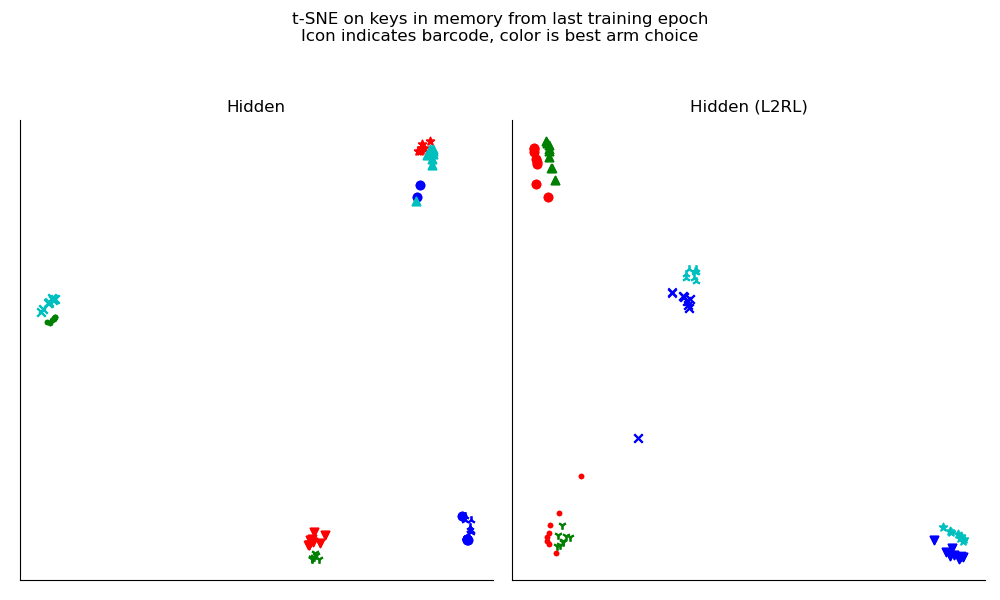 t-SNE on keys in memory from last training epoch
Icon indicates barcode, color is best arm choice
Hidden
Hidden (L2RL)